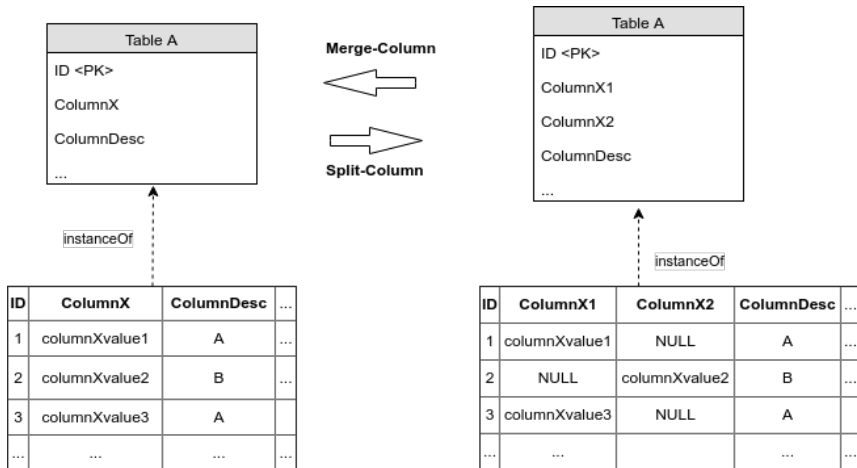 Table A
ID <PK>
ColumnX
ColumnDesc
...
Merge-Column
Split-Column
Table A
ID <PK>
ColumnX1
ColumnX2
ColumnDesc
...
instanceOf
instanceOf
ID ColumnX ColumnDesc ...
1 columnXvalue1 A ...
2 columnXvalue2 B ...
3 columnXvalue3 A
... ... ... ...
ID ColumnX1 ColumnX2 ColumnDesc ...
1 columnXvalue1 NULL A ...
2 NULL columnXvalue2 B ...
3 columnXvalue3 NULL A ...
... ... ... ...